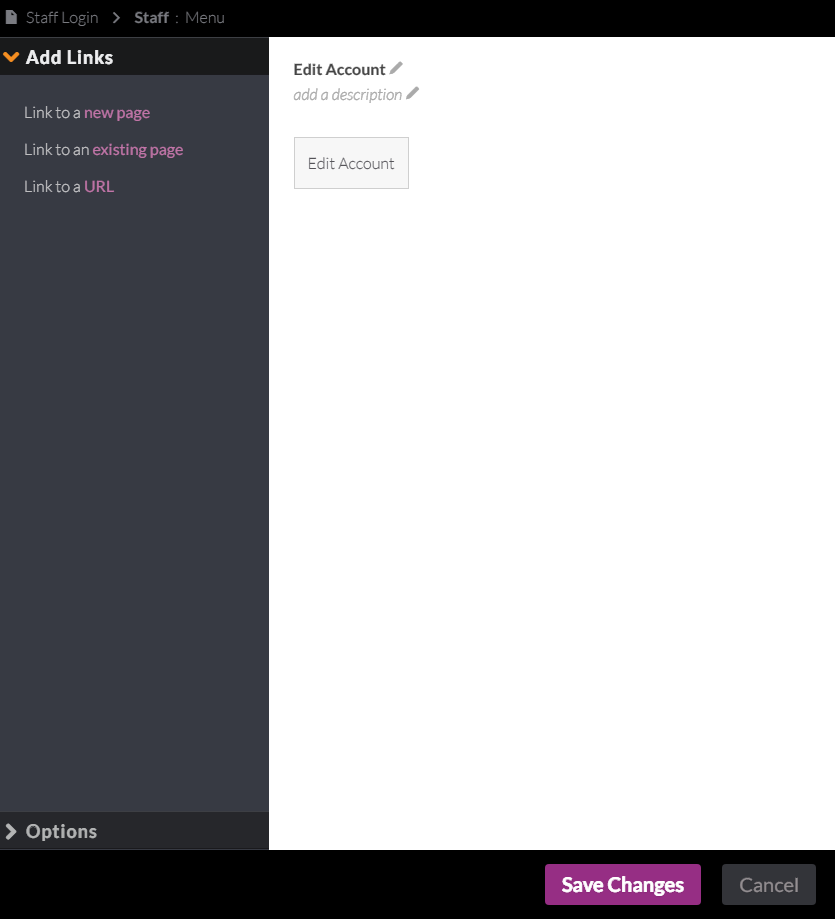 Staff Login > Staff : Menu
Add Links
Link to a new page
Link to an existing page
Link to a URL
Edit Account
add a description
Edit Account
Options
Save Changes
Cancel